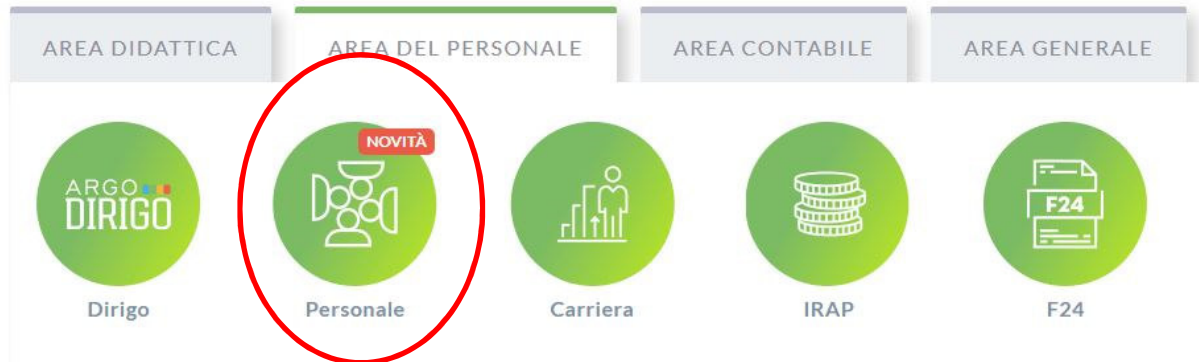 AREA DIDATTICA
AREA DEL PERSONALE
AREA CONTABILE
AREA GENERALE
ARGO
DIRIGO
NOVITÀ
F24
Dirigo
Personale
Carriera
IRAP
F24